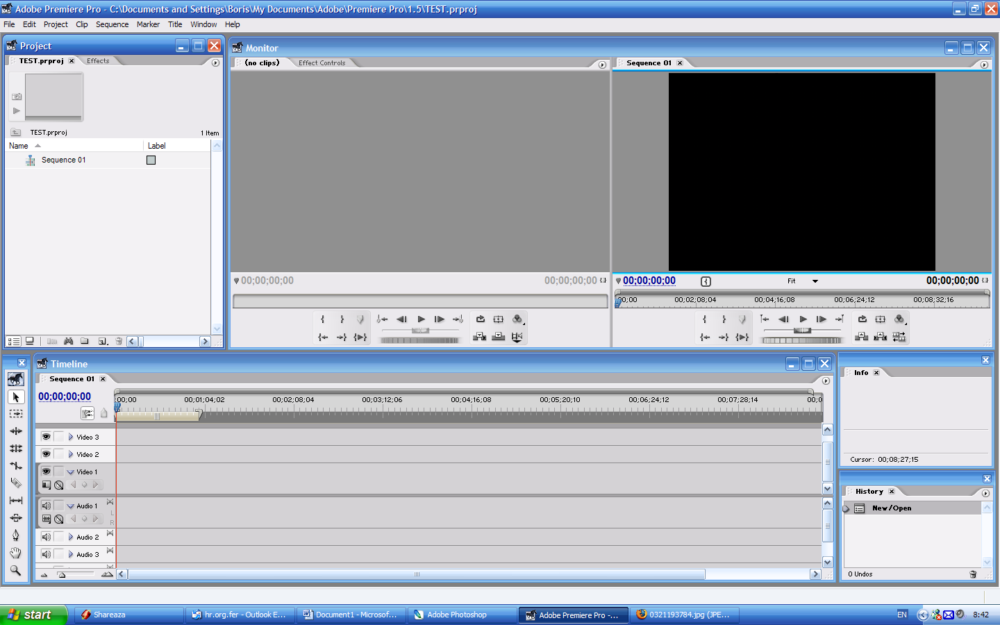 Adobe Premiere Pro - C:\Documents and Settings\Boris\My Documents\Adobe\Premiere Pro\1.5\TEST.prproj
File Edit Project Clip Sequence Marker Title Window Help
Project
TEST.prproj Effects
TEST.prproj 1 Item
Name Label
Sequence 01
Monitor
(no clips) Effect Controls
00;00;00;00 00;00;00;00
Sequence 01
00;00;00;00 Fit 00;00;00;00
00;00 00;02;08;04 00;04;16;08 00;06;24;12 00;08;32;16
Timeline
Sequence 01
00;00;00;00
;00;00 00;01;04;02 00;02;08;04 00;03;12;06 00;04;16;08 00;05;20;10 00;06;24;12 00;07;28;14 00;0
Video 3
Video 2
Video 1
Audio 1
L
R
Audio 2
Audio 3
Info
Cursor: 00;08;27;15
History
New/Open
0 Undos
start Shareaza hr.org.fer - Outlook E... Document1 - Microsof... Adobe Photoshop Adobe Premiere Pro -... 0321193784.jpg (JPE... EN 8:42